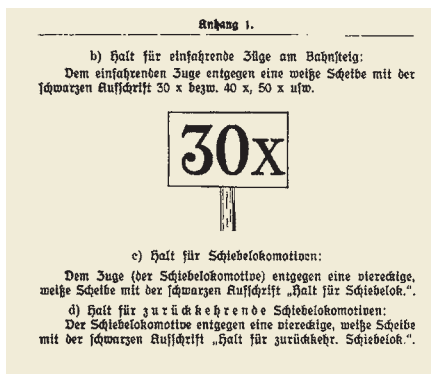 Anhang 1.
b) Halt für einfahrende Züge am Bahnsteig:
Dem einfahrenden Zuge entgegen eine weiße Scheibe mit der
schwarzen Aufschrift 30 x bezw. 40 x, 50 x usw.
30x
c) Halt für Schiebelokomotiven:
Dem Zuge (der Schiebelokomotive) entgegen eine viereckige,
weiße Scheibe mit der schwarzen Aufschrift „Halt für Schiebelok.“.
d) Halt für zurückkehrende Schiebelokomotiven:
Der Schiebelokomotive entgegen eine viereckige, weiße Scheibe
mit der schwarzen Aufschrift „Halt für zurückkehr. Schiebelok.“.